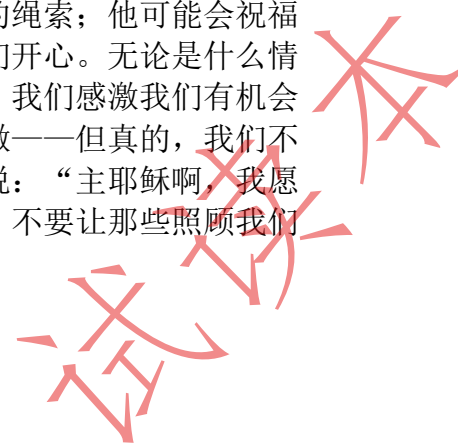 的绳索；他可能会祝福
们开心。无论是什么情
我们感激我们有机会
激——但真的，我们不
说：“主耶稣啊，我愿
不要让那些照顾我们
试读本